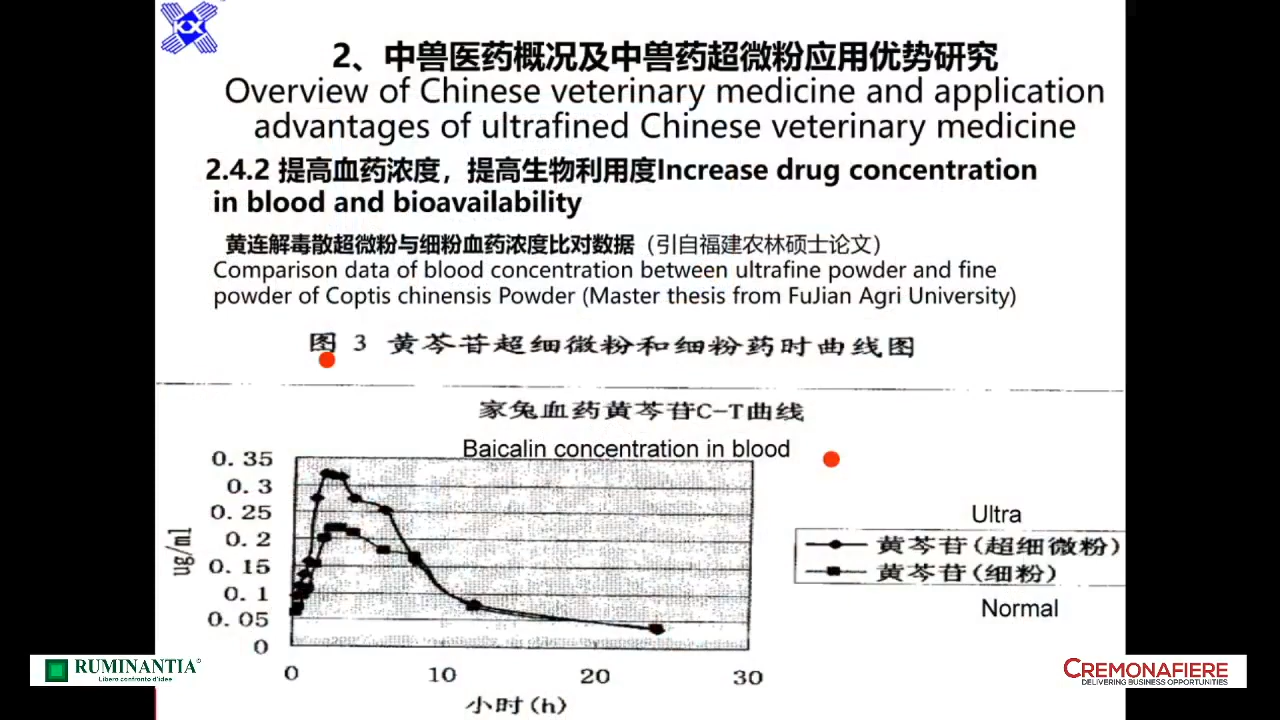 KX
2、中兽医药概况及中兽药超微粉应用优势研究
Overview of Chinese veterinary medicine and application
advantages of ultrafined Chinese veterinary medicine
2.4.2 提高血药浓度，提高生物利用度Increase drug concentration
in blood and bioavailability
黄连解毒散超微粉与细粉血药浓度比对数据（引自福建农林硕士论文）
Comparison data of blood concentration between ultrafine powder and fine
powder of Coptis chinensis Powder (Master thesis from FuJian Agri University)
图 3 黄芩苷超细微粉和细粉药时曲线图
家兔血药黄芩苷C-T曲线
Baicalin concentration in blood
0.35
0.3
0.25
0.2
0.15
0.1
0.05
0
ug/ml
0 10 20 30
小时(h)
Ultra
黄芩苷(超细微粉)
黄芩苷(细粉)
Normal
RUMINANTIA
Libero confronto d'idee
CREMONAFIERE
DELIVERING BUSINESS OPPORTUNITIES